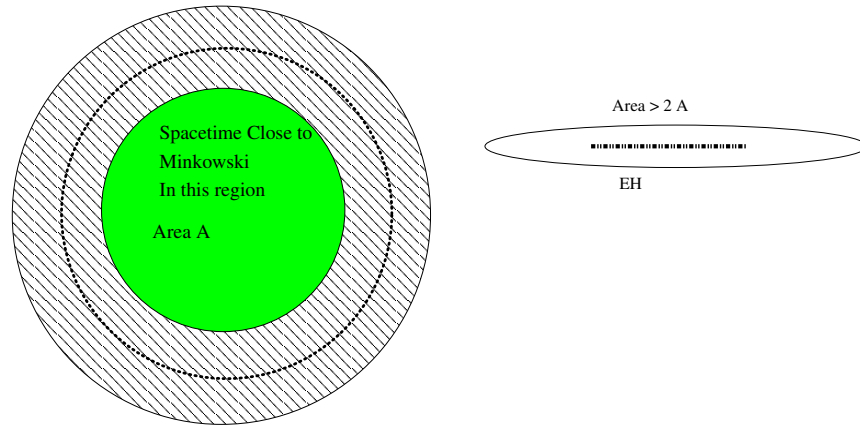 Spacetime Close to
Minkowski
In this region
Area A
Area > 2 A
EH